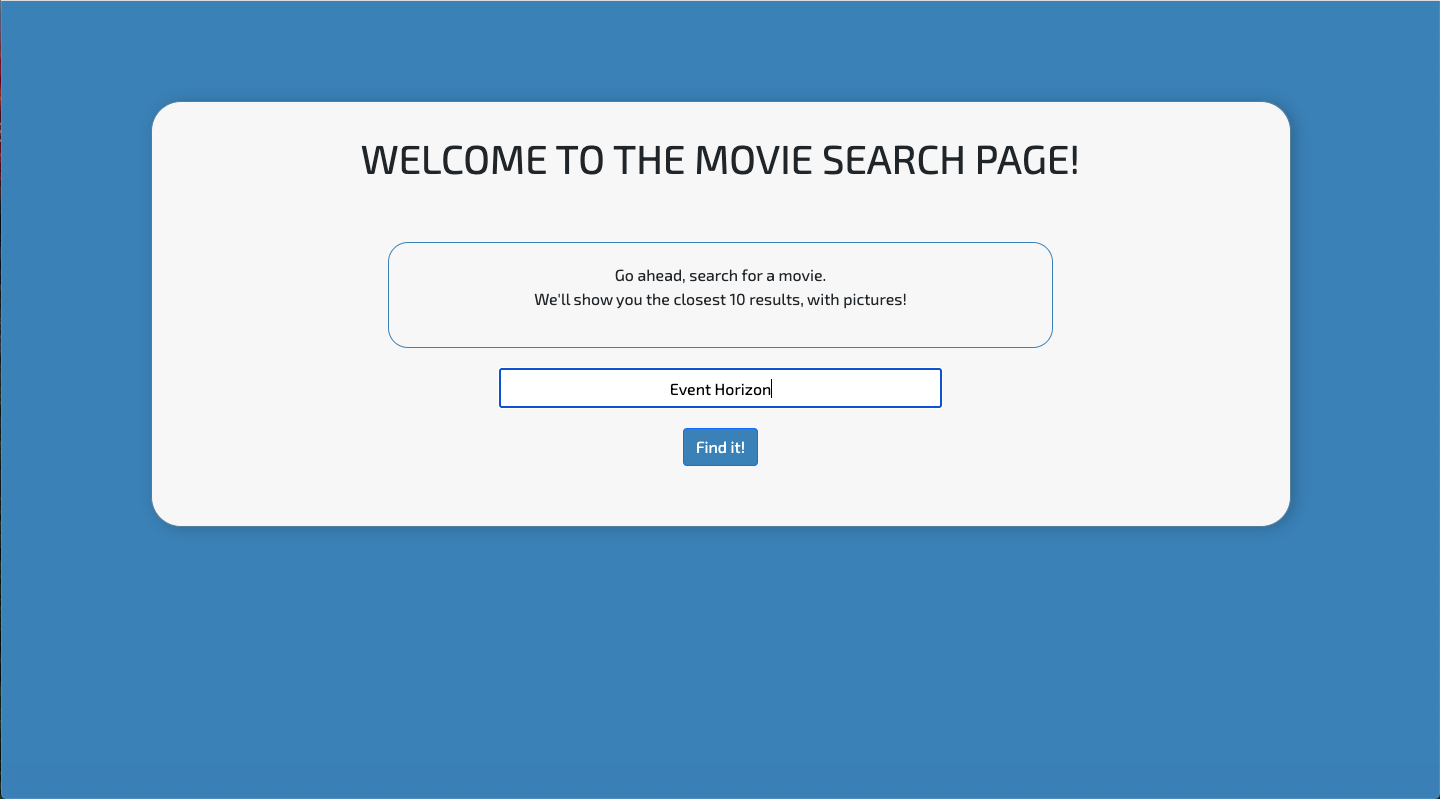 WELCOME TO THE MOVIE SEARCH PAGE!
Go ahead, search for a movie.
We'll show you the closest 10 results, with pictures!
Event Horizon
Find it!